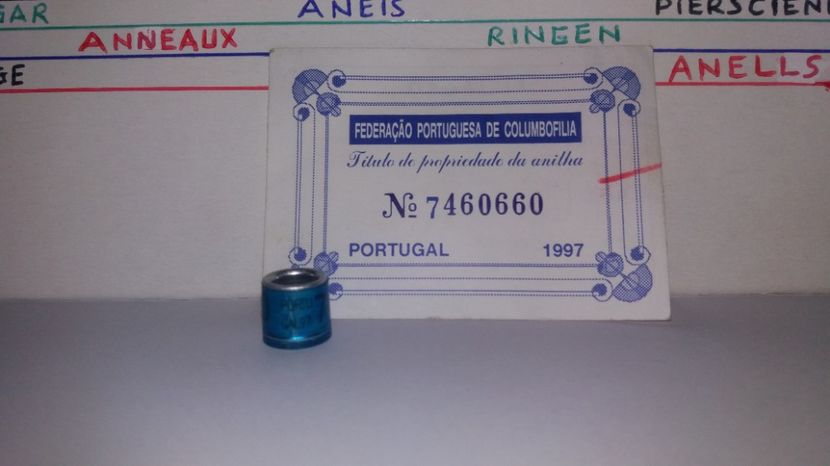 GAR ANEIS PIERSCIENI
ANNEAUX RINGEN
GE ANELLS
FEDERAÇÃO PORTUGUESA DE COLUMBOFILIA
Título de propriedade da anilha
Nº 7460660
PORTUGAL 1997